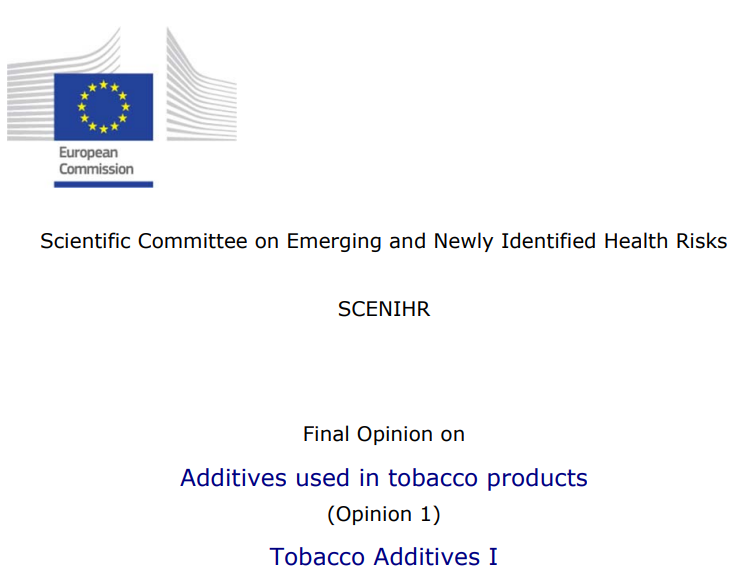 European
Commission
Scientific Committee on Emerging and Newly Identified Health Risks
SCENIHR
Final Opinion on
Additives used in tobacco products
(Opinion 1)
Tobacco Additives I